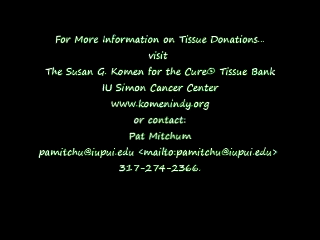 For More Information on Tissue Donations...
visit
The Susan G. Komen for the Cure® Tissue Bank
IU Simon Cancer Center
www.komenindy.org
or contact:
Pat Mitchum
pamitchu@iupui.edu <mailto:pamitchu@iupui.edu>
317-274-2366.